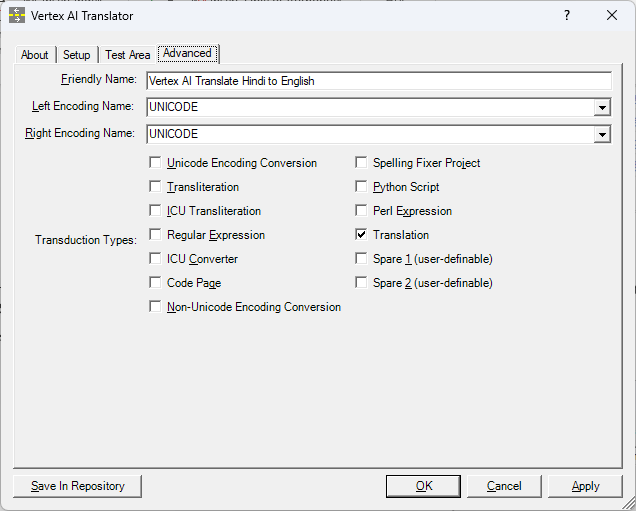 Vertex AI Translator
About Setup Test Area Advanced
Friendly Name: Vertex AI Translate Hindi to English
Left Encoding Name: UNICODE
Right Encoding Name: UNICODE
Unicode Encoding Conversion Spelling Fixer Project
Transliteration Python Script
ICU Transliteration Perl Expression
Transduction Types: Regular Expression Translation
ICU Converter Spare 1 (user-definable)
Code Page Spare 2 (user-definable)
Non-Unicode Encoding Conversion
Save In Repository OK Cancel Apply